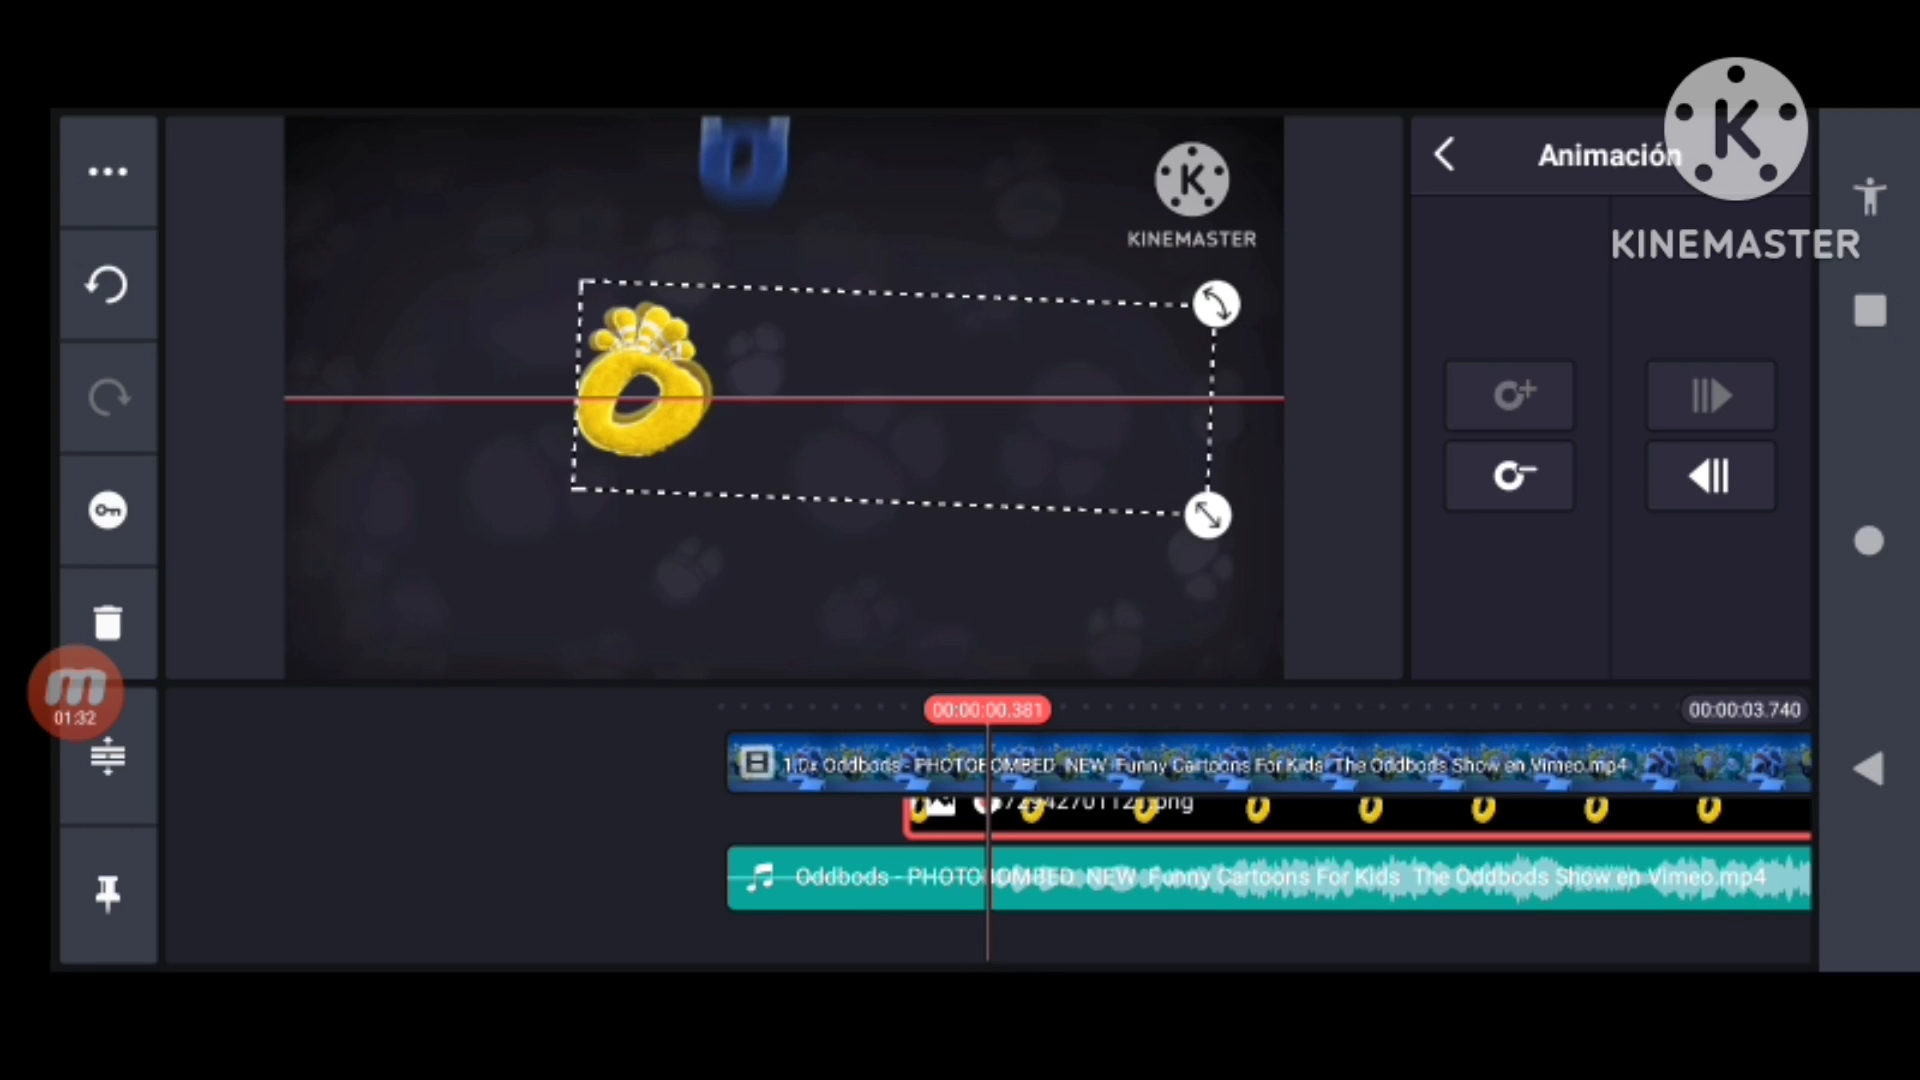 Animación
K
KINEMASTER
K
KINEMASTER
m
01:32
00:00:00.381
00:00:03.740
1.0x Oddbods - PHOTOBOMBED NEW Funny Cartoons For Kids The Oddbods Show en Vimeo.mp4
Oddbods - PHOTOBOMBED NEW Funny Cartoons For Kids The Oddbods Show en Vimeo.mp4